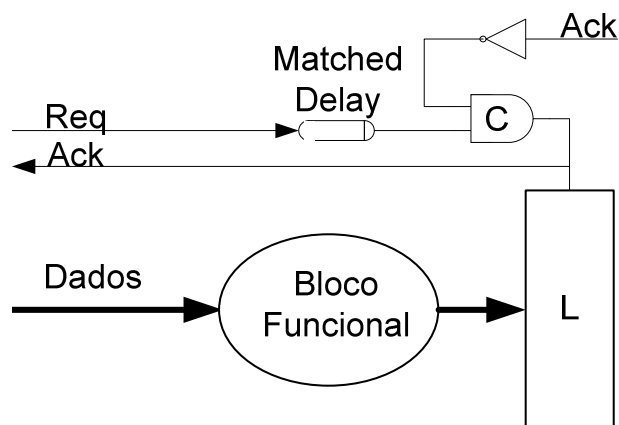 Ack
Matched
Delay
C
Req
Ack
Dados
Bloco
Funcional
L